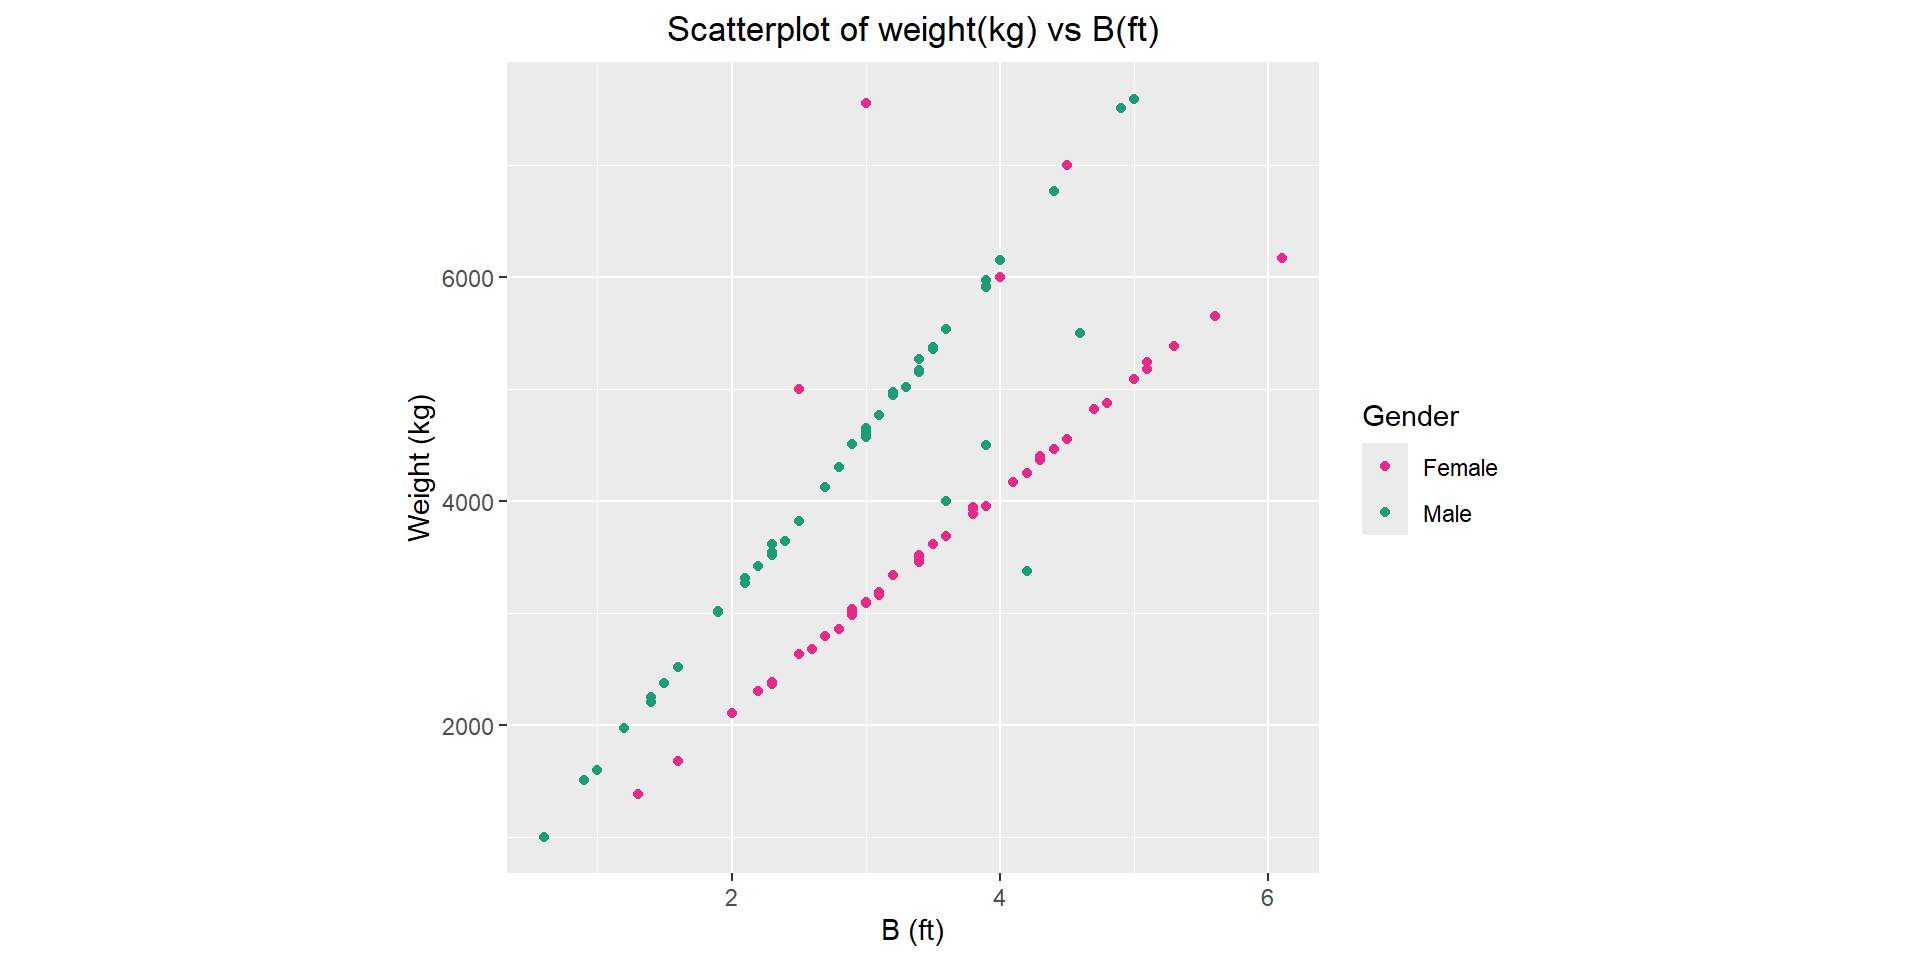 Scatterplot of weight(kg) vs B(ft)
Weight (kg)
6000
4000
2000
2
4
6
B (ft)
Gender
Female
Male